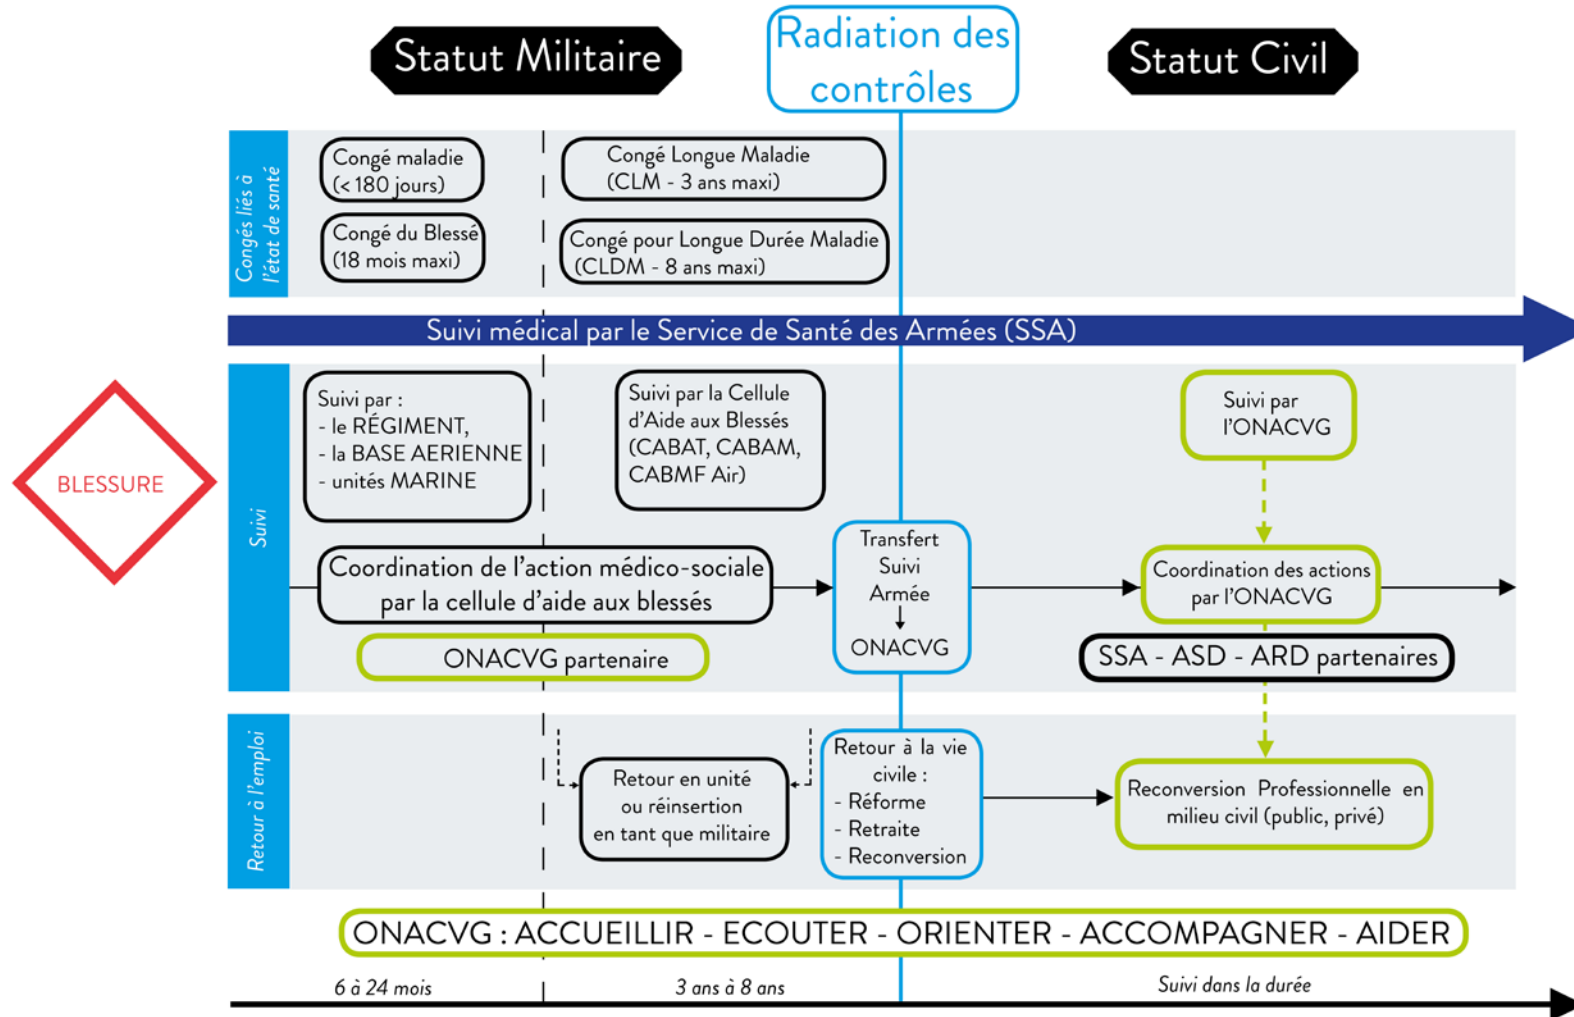 Statut Militaire
Radiation des
contrôles
Statut Civil
Congés liés à
l'état de santé
Congé maladie
(< 180 jours)
Congé du Blessé
(18 mois maxi)
Congé Longue Maladie
(CLM - 3 ans maxi)
Congé pour Longue Durée Maladie
(CLDM - 8 ans maxi)
Suivi médical par le Service de Santé des Armées (SSA)
BLESSURE
Suivi
Suivi par :
- le RÉGIMENT,
- la BASE AERIENNE
- unités MARINE
Suivi par la Cellule
d'Aide aux Blessés
(CABAT, CABAM,
CABMF Air)
Suivi par
l'ONACVG
Coordination de l'action médico-sociale
par la cellule d'aide aux blessés
ONACVG partenaire
Transfert
Suivi
Armée
ONACVG
Coordination des actions
par l'ONACVG
SSA - ASD - ARD partenaires
Retour à l'emploi
Retour en unité
ou réinsertion
en tant que militaire
Retour à la vie
civile :
- Réforme
- Retraite
- Reconversion
Reconversion Professionnelle en
milieu civil (public, privé)
ONACVG : ACCUEILLIR - ECOUTER - ORIENTER - ACCOMPAGNER - AIDER
6 à 24 mois
3 ans à 8 ans
Suivi dans la durée